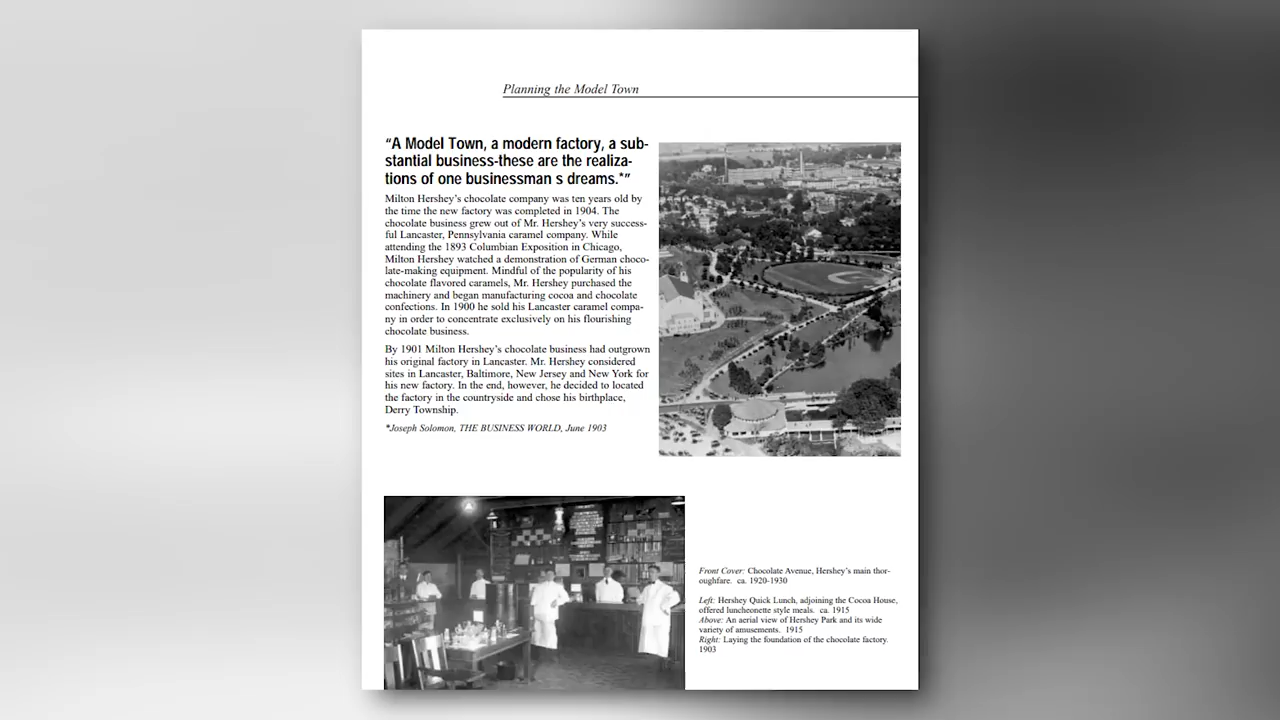 Planning the Model Town
“A Model Town, a modern factory, a sub-
stantial business-these are the realiza-
tions of one businessman s dreams.*”
Milton Hershey’s chocolate company was ten years old by
the time the new factory was completed in 1904. The
chocolate business grew out of Mr. Hershey’s very success-
ful Lancaster, Pennsylvania caramel company. While
attending the 1893 Columbian Exposition in Chicago,
Milton Hershey watched a demonstration of German choco-
late-making equipment. Mindful of the popularity of his
chocolate flavored caramels, Mr. Hershey purchased the
machinery and began manufacturing cocoa and chocolate
confections. In 1900 he sold his Lancaster caramel compa-
ny in order to concentrate exclusively on his flourishing
chocolate business.
By 1901 Milton Hershey’s chocolate business had outgrown
his original factory in Lancaster. Mr. Hershey considered
sites in Lancaster, Baltimore, New Jersey and New York for
his new factory. In the end, however, he decided to located
the factory in the countryside and chose his birthplace,
Derry Township.
*Joseph Solomon, THE BUSINESS WORLD, June 1903
Front Cover: Chocolate Avenue, Hershey’s main thor-
oughfare. ca. 1920-1930
Left: Hershey Quick Lunch, adjoining the Cocoa House,
offered luncheonette style meals. ca. 1915
Above: An aerial view of Hershey Park and its wide
variety of amusements. 1915
Right: Laying the foundation of the chocolate factory.
1903